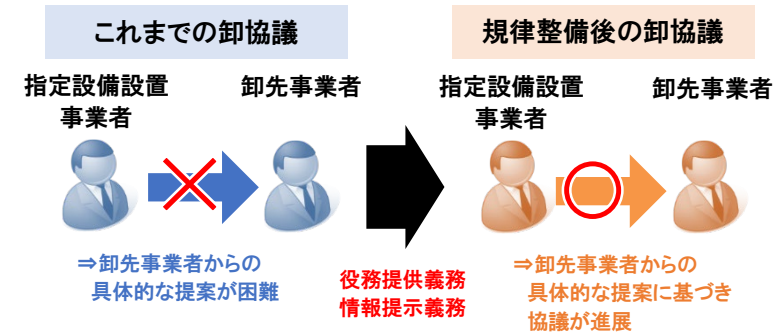 これまでの卸協議
指定設備設置
事業者
卸先事業者
⇒卸先事業者からの
具体的な提案が困難
役務提供義務
情報提示義務
規律整備後の卸協議
指定設備設置
事業者
卸先事業者
⇒卸先事業者からの
具体的な提案に基づき
協議が進展